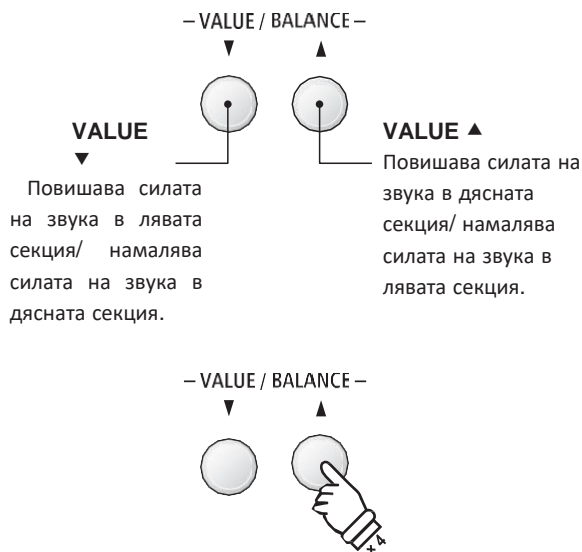 – VALUE / BALANCE –
▼ ▲
VALUE
▼
Повишава силата
на звука в лявата
секция/ намалява
силата на звука в
дясната секция.
VALUE ▲
Повишава силата на
звука в дясната
секция/ намалява
силата на звука в
лявата секция.
– VALUE / BALANCE –
▼ ▲
×4